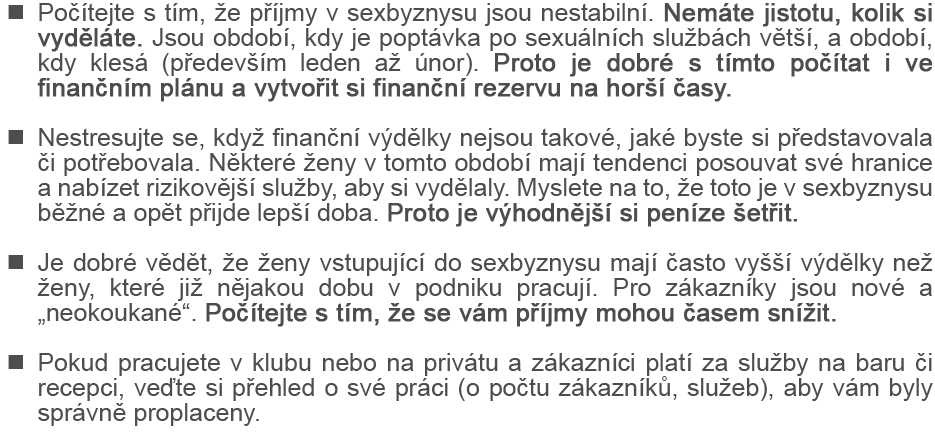 ■ Počítejte s tím, že příjmy v sexbyznysu jsou nestabilní. Nemáte jistotu, kolik si
vyděláte. Jsou období, kdy je poptávka po sexuálních službách větší, a období,
kdy klesá (především leden až únor). Proto je dobré s tímto počítat i ve
finančním plánu a vytvořit si finanční rezervu na horší časy.
■ Nestresujte se, když finanční výdělky nejsou takové, jaké byste si představovala
či potřebovala. Některé ženy v tomto období mají tendenci posouvat své hranice
a nabízet rizikovější služby, aby si vydělaly. Myslete na to, že toto je v sexbyznysu
běžné a opět přijde lepší doba. Proto je výhodnější si peníze šetřit.
■ Je dobré vědět, že ženy vstupující do sexbyznysu mají často vyšší výdělky než
ženy, které již nějakou dobu v podniku pracují. Pro zákazníky jsou nové a
„neokoukané“. Počítejte s tím, že se vám příjmy mohou časem snížit.
■ Pokud pracujete v klubu nebo na privátu a zákazníci platí za služby na baru či
recepci, veďte si přehled o své práci (o počtu zákazníků, služeb), aby vám byly
správně proplaceny.